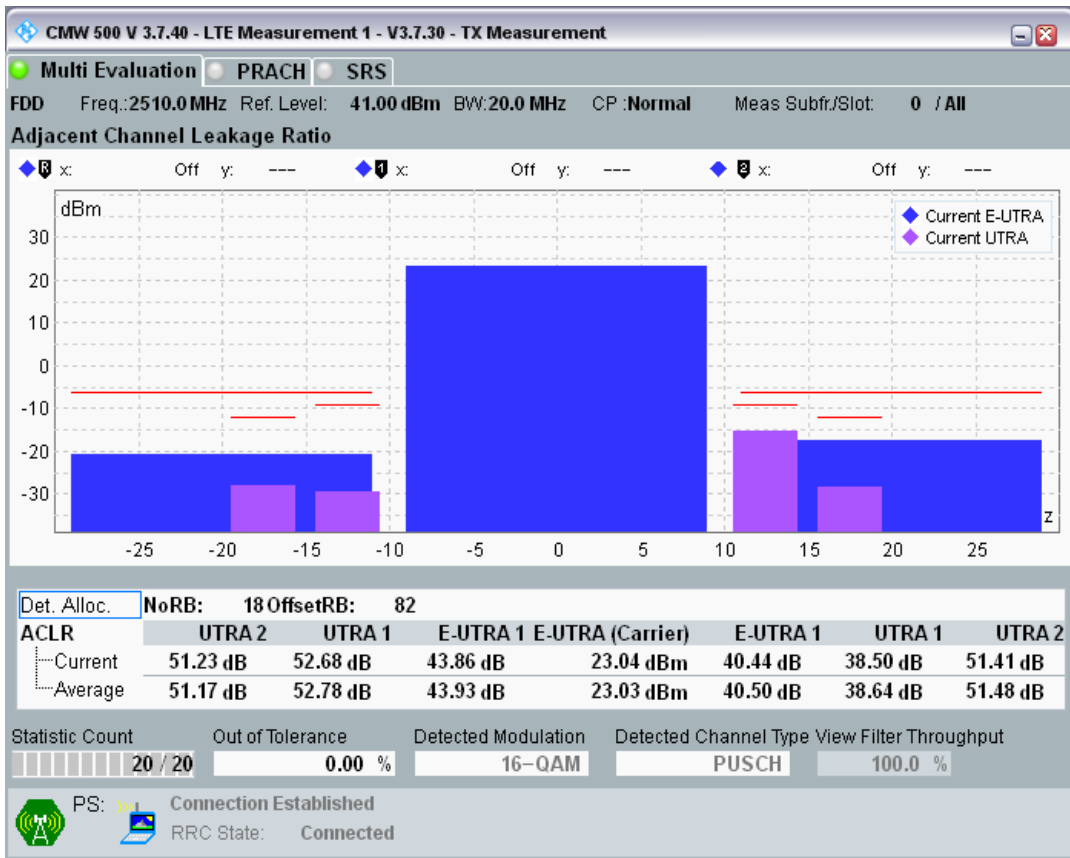 CMW 500 V 3.7.40 - LTE Measurement 1 - V3.7.30 - TX Measurement
Multi Evaluation PRACH SRS
FDD Freq.:2510.0 MHz Ref. Level: 41.00 dBm BW:20.0 MHz CP :Normal Meas Subfr./Slot: 0 / All
Adjacent Channel Leakage Ratio
R x: Off y: --- 1 x: Off y: --- 2 x: Off y: ---
dBm
Current E-UTRA
Current UTRA
30
20
10
0
-10
-20
-30
z
-25 -20 -15 -10 -5 0 5 10 15 20 25
Det. Alloc. NoRB: 18 OffsetRB: 82
ACLR UTRA 2 UTRA 1 E-UTRA 1 E-UTRA (Carrier) E-UTRA 1 UTRA 1 UTRA 2
Current 51.23 dB 52.68 dB 43.86 dB 23.04 dBm 40.44 dB 38.50 dB 51.41 dB
Average 51.17 dB 52.78 dB 43.93 dB 23.03 dBm 40.50 dB 38.64 dB 51.48 dB
Statistic Count Out of Tolerance Detected Modulation Detected Channel Type View Filter Throughput
20 / 20 0.00 % 16-QAM PUSCH 100.0 %
PS: Connection Established
RRC State: Connected